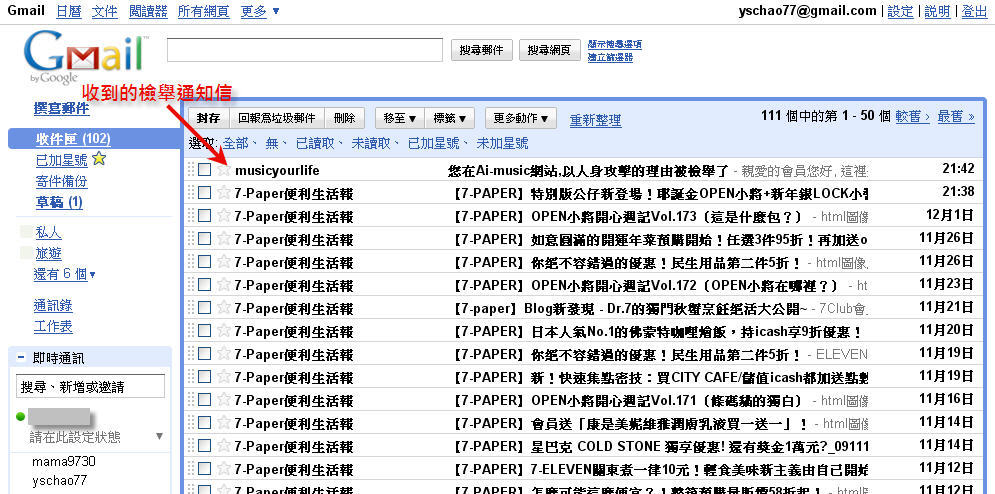 Gmail 日曆 文件 閱讀器 所有網頁 更多 ▼ yschao77@gmail.com | 設定 | 說明 | 登出
Gmail™ by Google
搜尋郵件 搜尋網頁 顯示搜尋選項
建立篩選器
收到的檢舉通知信
撰寫郵件
收件匣 (102)
已加星號
寄件備份
草稿 (1)
私人
旅遊
還有 6 個▼
通訊錄
工作表
即時通訊
搜尋、新增或邀請
請在此設定狀態 ▼
mama9730
yschao77
封存 回報為垃圾郵件 刪除 移至▼ 標籤▼ 更多動作▼ 重新整理 111 個中的第 1 - 50 個 較舊 › 最舊 »
選取: 全部、 無、 已讀取、 未讀取、 已加星號、 未加星號
musicyourlife 您在Ai-music網站,以人身攻擊的理由被檢舉了 - 親愛的會員您好, 這裡 21:42
7-Paper便利生活報 【7-PAPER】特別版公仔新登場！耶誕金OPEN小將+新年銀LOCK小 21:38
7-Paper便利生活報 【7-PAPER】OPEN小將開心週記Vol.173〔這是什麼包？〕 - html圖像 12月1日
7-Paper便利生活報 【7-PAPER】如意圓滿的開運年菜預購開始！任選3件95折！再加送o 11月26日
7-Paper便利生活報 【7-PAPER】你絕不容錯過的優惠！民生用品第二件5折！ - html圖像 11月26日
7-Paper便利生活報 【7-PAPER】OPEN小將開心週記Vol.172〔OPEN小將在哪裡？〕 - ht 11月23日
7-Paper便利生活報 【7-paper】Blog新發現 - Dr.7的獨門秋蟹烹飪絕活大公開~ - 7Club會 11月21日
7-Paper便利生活報 【7-PAPER】日本人氣No.1的佛蒙特咖哩燴飯，持icash享9折優惠！ 11月20日
7-Paper便利生活報 【7-PAPER】你絕不容錯過的優惠！民生用品第二件5折！ - ELEVEN 11月19日
7-Paper便利生活報 【7-PAPER】新！快速集點密技：買CITY CAFE/儲值icash都加送點數 11月19日
7-Paper便利生活報 【7-PAPER】OPEN小將開心週記Vol.171〔條碼貓的獨白〕 - html圖像 11月16日
7-Paper便利生活報 【7-PAPER】會員送「康是美妮維雅潤膚乳液買一送一」！ - html圖像 11月14日
7-Paper便利生活報 【7-PAPER】星巴克 COLD STONE 獨享優惠! 還有獎金1萬元?_09111 11月14日
7-Paper便利生活報 【7-PAPER】7-ELEVEN關東煮一律10元！輕食美味新主義由自己開始 11月12日
7-Paper便利生活報 【7-PAPER】怎麼可能這麼便宜？！整箱預購最低價58折起！ - html圖像 11月12日